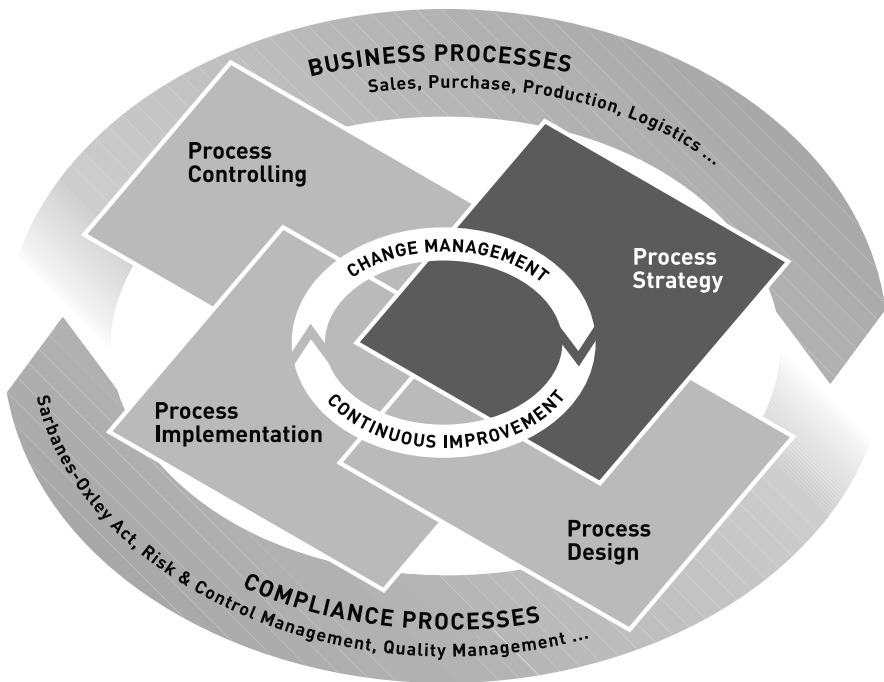 BUSINESS PROCESSES
Sales, Purchase, Production, Logistics ...
Process
Controlling
Process
Strategy
CHANGE MANAGEMENT
CONTINUOUS IMPROVEMENT
Process
Implementation
Process
Design
COMPLIANCE PROCESSES
Sarbanes-Oxley Act, Risk & Control Management, Quality Management ...